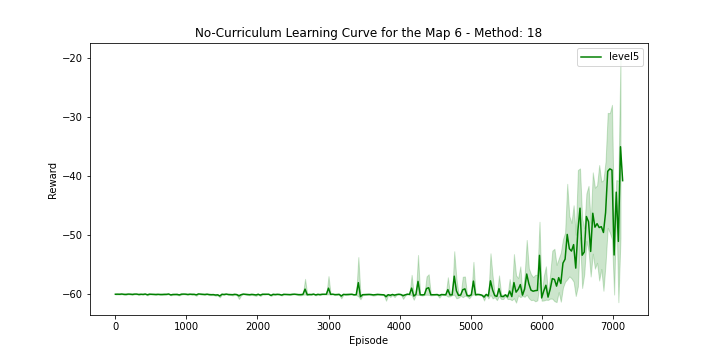 No-Curriculum Learning Curve for the Map 6 - Method: 18
level5
Reward
−20
−30
−40
−50
−60
0 1000 2000 3000 4000 5000 6000 7000
Episode